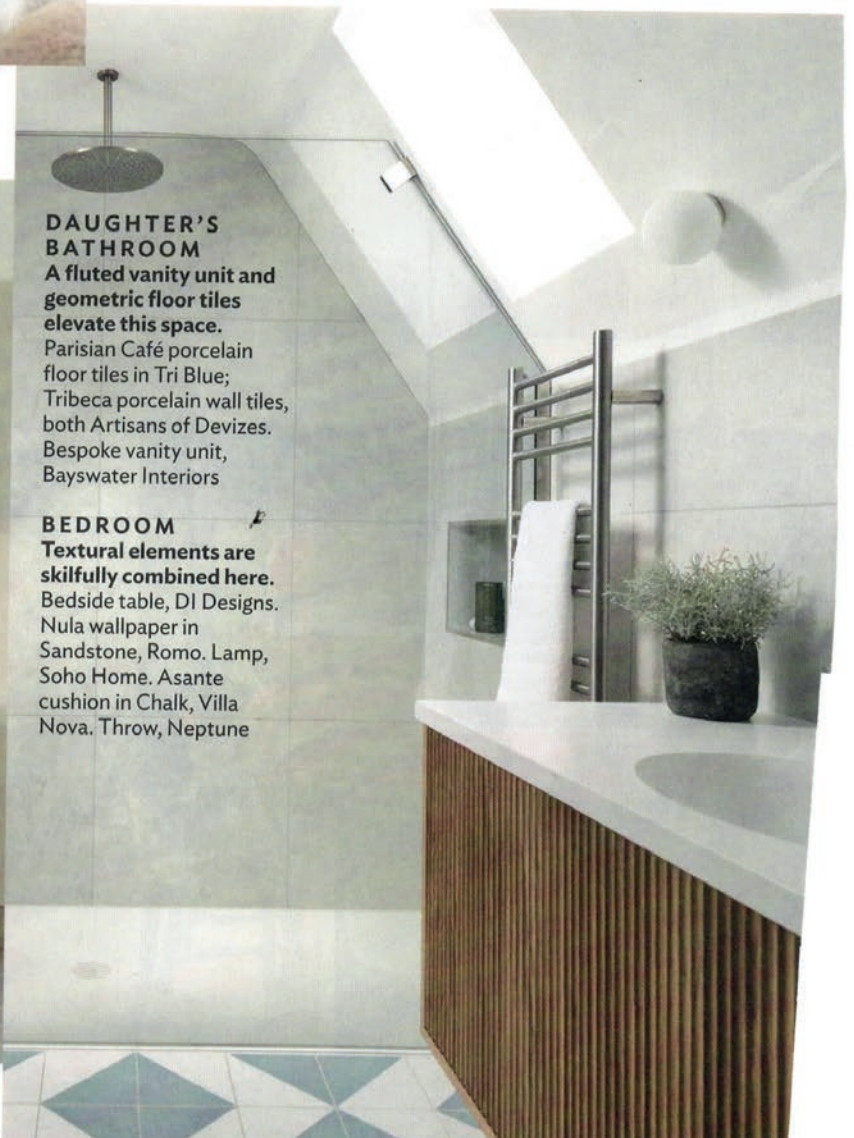 DAUGHTER'S
BATHROOM
A fluted vanity unit and
geometric floor tiles
elevate this space.
Parisian Café porcelain
floor tiles in Tri Blue;
Tribeca porcelain wall tiles,
both Artisans of Devizes.
Bespoke vanity unit,
Bayswater Interiors
BEDROOM
Textural elements are
skilfully combined here.
Bedside table, DI Designs.
Nula wallpaper in
Sandstone, Romo. Lamp,
Soho Home. Asante
cushion in Chalk, Villa
Nova. Throw, Neptune